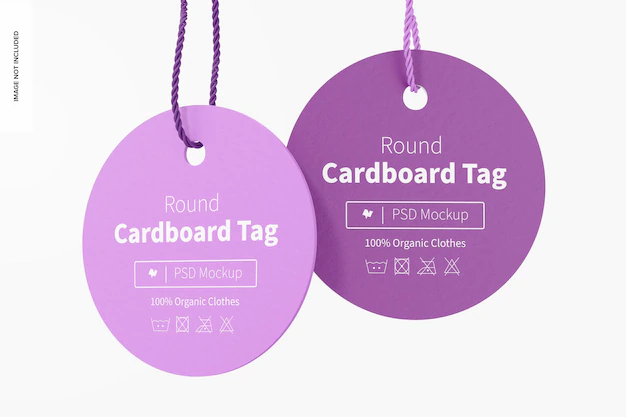 IMAGE NOT INCLUDED
Round
Cardboard Tag
PSD Mockup
100% Organic Clothes
Round
Cardboard Tag
PSD Mockup
100% Organic Clothes